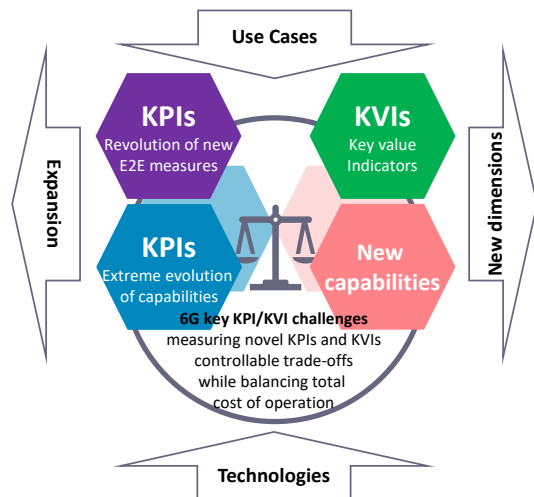 Use Cases
KPIs
Revolution of new
E2E measures
KVIs
Key value
Indicators
Expansion
New dimensions
KPIs
Extreme evolution
of capabilities
New
capabilities
6G key KPI/KVI challenges
measuring novel KPIs and KVIs
controllable trade-offs
while balancing total
cost of operation
Technologies